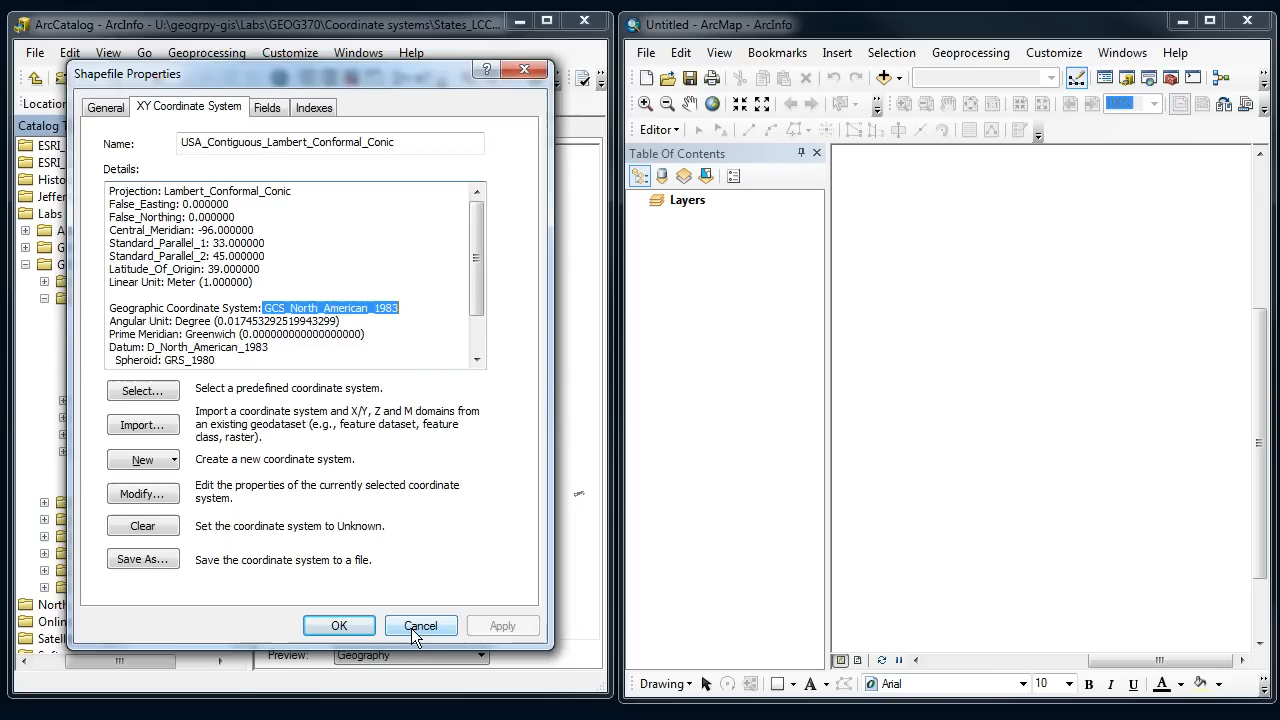 ArcCatalog - ArcInfo - U:\geogrpy-gis\Labs\GEOG370\Coordinate systems\States_LCC...
File Edit View Go Geoprocessing Customize Windows Help
Shapefile Properties
Location
Catalog T
ESRI_
ESRI_
Histo
Jeffer
Labs
G
North
Onlin
Satell
General XY Coordinate System Fields Indexes
Name: USA_Contiguous_Lambert_Conformal_Conic
Details:
Projection: Lambert_Conformal_Conic
False_Easting: 0.000000
False_Northing: 0.000000
Central_Meridian: -96.000000
Standard_Parallel_1: 33.000000
Standard_Parallel_2: 45.000000
Latitude_Of_Origin: 39.000000
Linear Unit: Meter (1.000000)
Geographic Coordinate System: GCS_North_American_1983
Angular Unit: Degree (0.017453292519943299)
Prime Meridian: Greenwich (0.000000000000000000)
Datum: D_North_American_1983
Spheroid: GRS_1980
Select... Select a predefined coordinate system.
Import... Import a coordinate system and X/Y, Z and M domains from
an existing geodataset (e.g., feature dataset, feature
class, raster).
New Create a new coordinate system.
Modify... Edit the properties of the currently selected coordinate
system.
Clear Set the coordinate system to Unknown.
Save As... Save the coordinate system to a file.
OK Cancel Apply
Preview: Geography
Untitled - ArcMap - ArcInfo
File Edit View Bookmarks Insert Selection Geoprocessing Customize Windows Help
100%
Editor
Table Of Contents
Layers
Drawing Arial 10 B I U A